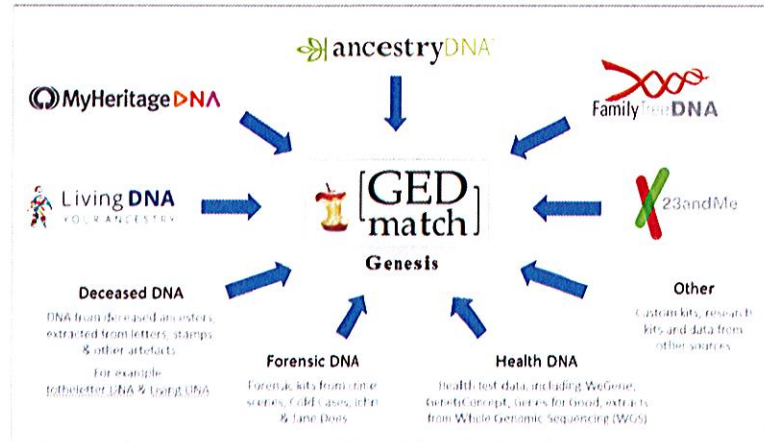 ancestryDNA
MyHeritage DNA
FamilyTreeDNA
LivingDNA
YOUR ANCESTRY
[GED
match]
Genesis
23andMe
Deceased DNA
DNA from deceased ancestors,
extracted from letters, stamps
& other artefacts
For example
totheletter DNA & Living DNA
Forensic DNA
Forensic kits from crime
scenes, Cold Cases, John
& Jane Does
Health DNA
Health test data, including WeGene,
GenetiConcept, Genes for Good, extracts
from Whole Genomic Sequencing (WGS)
Other
Custom kits, research
kits and data from
other sources